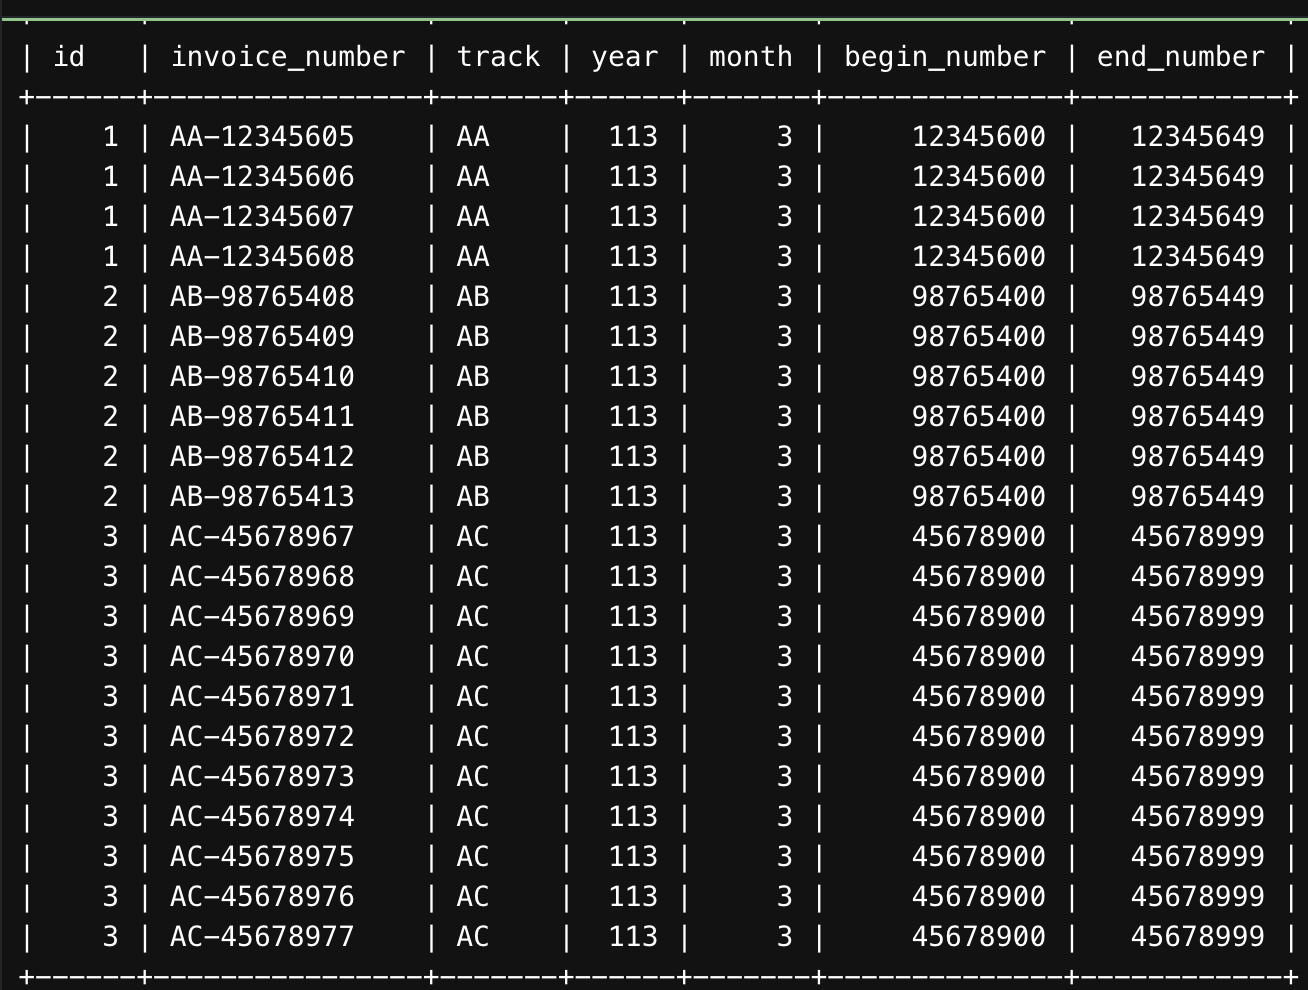 | id   | invoice_number | track | year | month | begin_number | end_number |
+------+----------------+-------+------+-------+--------------+------------+
|    1 | AA-12345605    | AA    |  113 |     3 |     12345600 |   12345649 |
|    1 | AA-12345606    | AA    |  113 |     3 |     12345600 |   12345649 |
|    1 | AA-12345607    | AA    |  113 |     3 |     12345600 |   12345649 |
|    1 | AA-12345608    | AA    |  113 |     3 |     12345600 |   12345649 |
|    2 | AB-98765408    | AB    |  113 |     3 |     98765400 |   98765449 |
|    2 | AB-98765409    | AB    |  113 |     3 |     98765400 |   98765449 |
|    2 | AB-98765410    | AB    |  113 |     3 |     98765400 |   98765449 |
|    2 | AB-98765411    | AB    |  113 |     3 |     98765400 |   98765449 |
|    2 | AB-98765412    | AB    |  113 |     3 |     98765400 |   98765449 |
|    2 | AB-98765413    | AB    |  113 |     3 |     98765400 |   98765449 |
|    3 | AC-45678967    | AC    |  113 |     3 |     45678900 |   45678999 |
|    3 | AC-45678968    | AC    |  113 |     3 |     45678900 |   45678999 |
|    3 | AC-45678969    | AC    |  113 |     3 |     45678900 |   45678999 |
|    3 | AC-45678970    | AC    |  113 |     3 |     45678900 |   45678999 |
|    3 | AC-45678971    | AC    |  113 |     3 |     45678900 |   45678999 |
|    3 | AC-45678972    | AC    |  113 |     3 |     45678900 |   45678999 |
|    3 | AC-45678973    | AC    |  113 |     3 |     45678900 |   45678999 |
|    3 | AC-45678974    | AC    |  113 |     3 |     45678900 |   45678999 |
|    3 | AC-45678975    | AC    |  113 |     3 |     45678900 |   45678999 |
|    3 | AC-45678976    | AC    |  113 |     3 |     45678900 |   45678999 |
|    3 | AC-45678977    | AC    |  113 |     3 |     45678900 |   45678999 |
+------+----------------+-------+------+-------+--------------+------------+